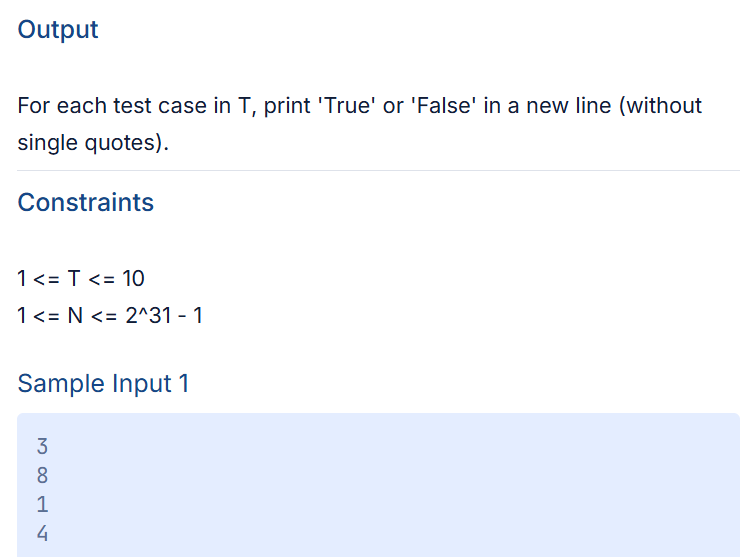 Output
For each test case in T, print 'True' or 'False' in a new line (without
single quotes).
Constraints
1 <= T <= 10
1 <= N <= 2^31 - 1
Sample Input 1
3
8
1
4